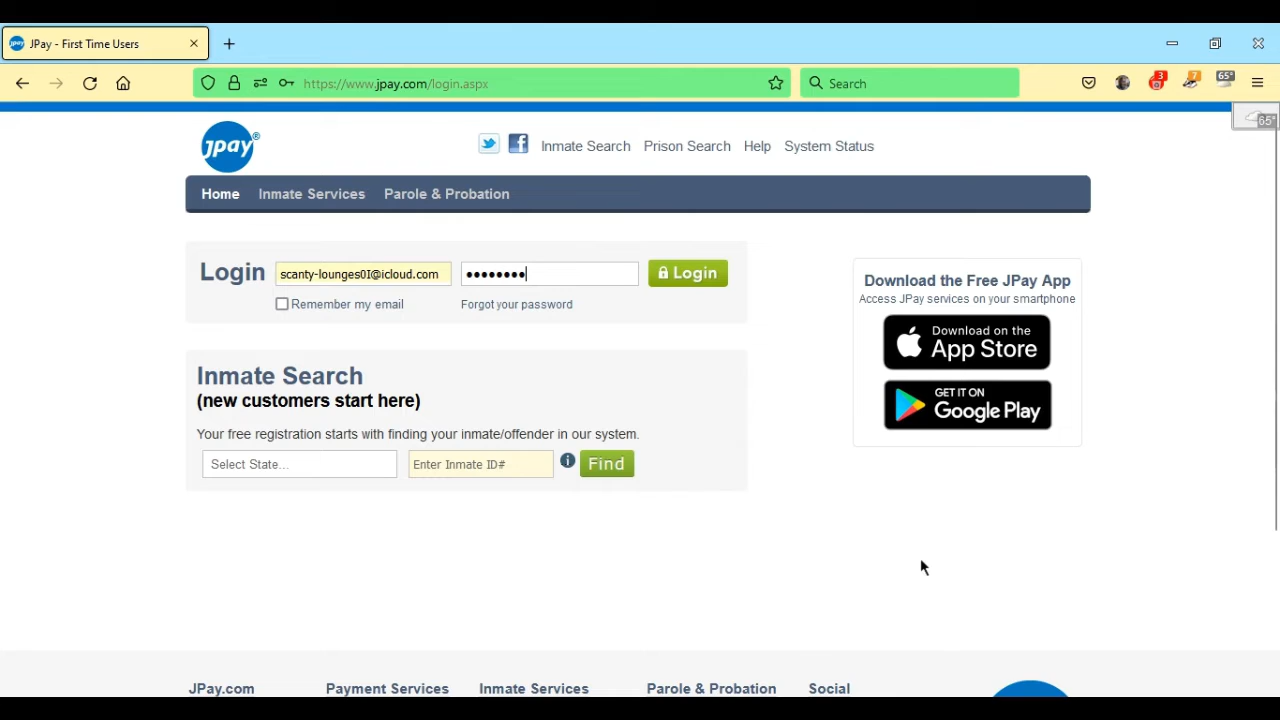 JPay - First Time Users
https://www.jpay.com/login.aspx
Search
3
7
65°
65°
JPay®
Inmate Search Prison Search Help System Status
Home Inmate Services Parole & Probation
Login scanty-lounges0I@icloud.com •••••••• Login
Remember my email Forgot your password
Download the Free JPay App
Access JPay services on your smartphone
Download on the
App Store
GET IT ON
Google Play
Inmate Search
(new customers start here)
Your free registration starts with finding your inmate/offender in our system.
Select State... Enter Inmate ID# Find
JPay.com Payment Services Inmate Services Parole & Probation Social